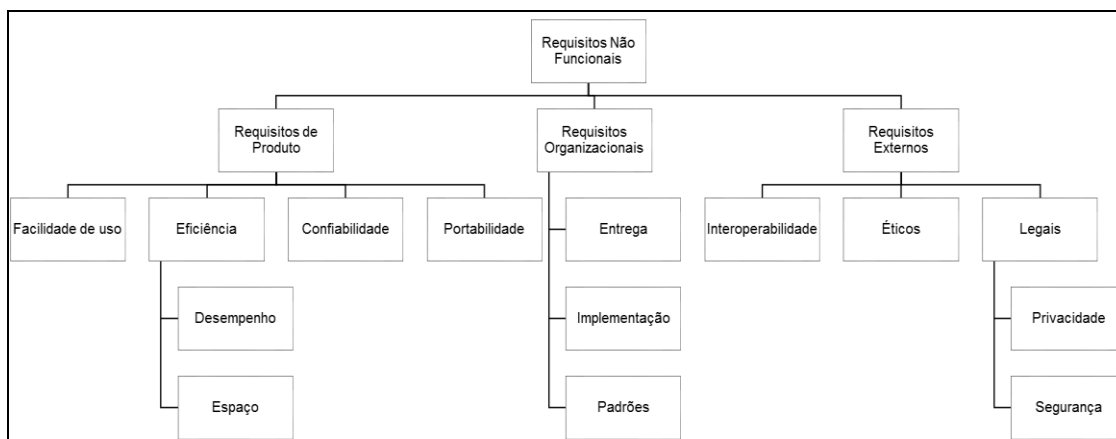 Requisitos Não
Funcionais
Requisitos de
Produto
Requisitos
Organizacionais
Requisitos
Externos
Facilidade de uso
Eficiência
Confiabilidade
Portabilidade
Entrega
Interoperabilidade
Éticos
Legais
Desempenho
Implementação
Privacidade
Espaço
Padrões
Segurança